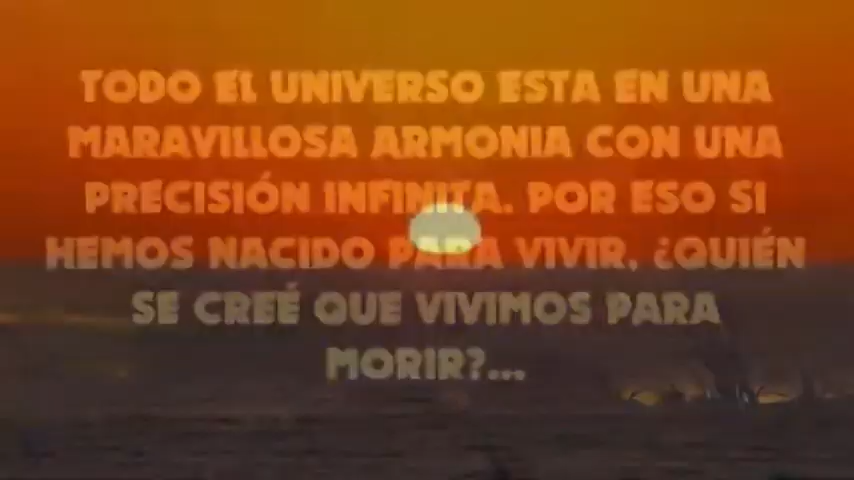 TODO EL UNIVERSO ESTA EN UNA
MARAVILLOSA ARMONIA CON UNA
PRECISIÓN INFINITA. POR ESO SI
HEMOS NACIDO PARA VIVIR, ¿QUIÉN
SE CREÉ QUE VIVIMOS PARA
MORIR?...